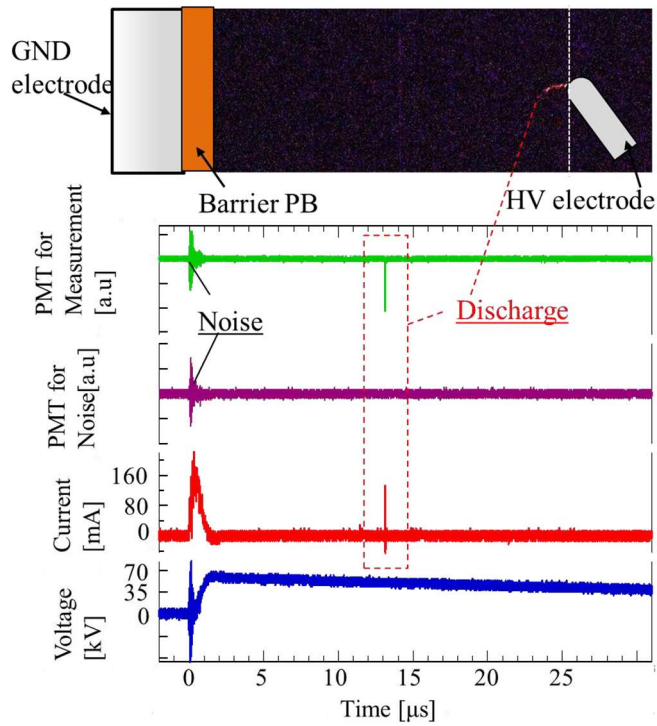 GND
electrode
Barrier PB
HV electrode
PMT for
Measurement
[a.u]
Noise
Discharge
PMT for
Noise[a.u]
Current
[mA]
160
80
0
Voltage
[kV]
70
35
0
0 5 10 15 20 25 30
Time [μs]